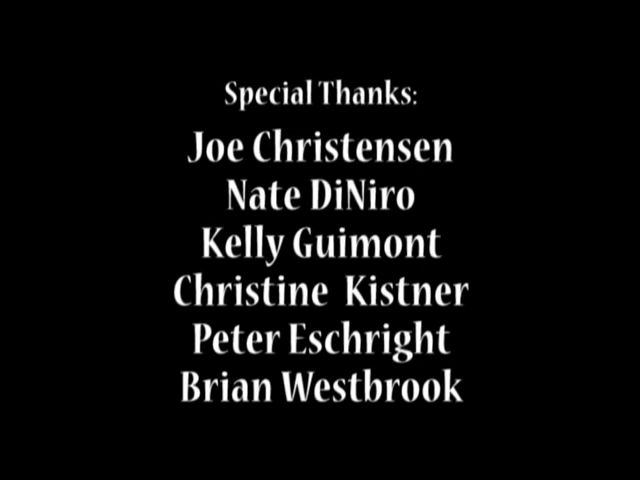 Special Thanks:
Joe Christensen
Nate DiNiro
Kelly Guimont
Christine Kistner
Peter Eschright
Brian Westbrook